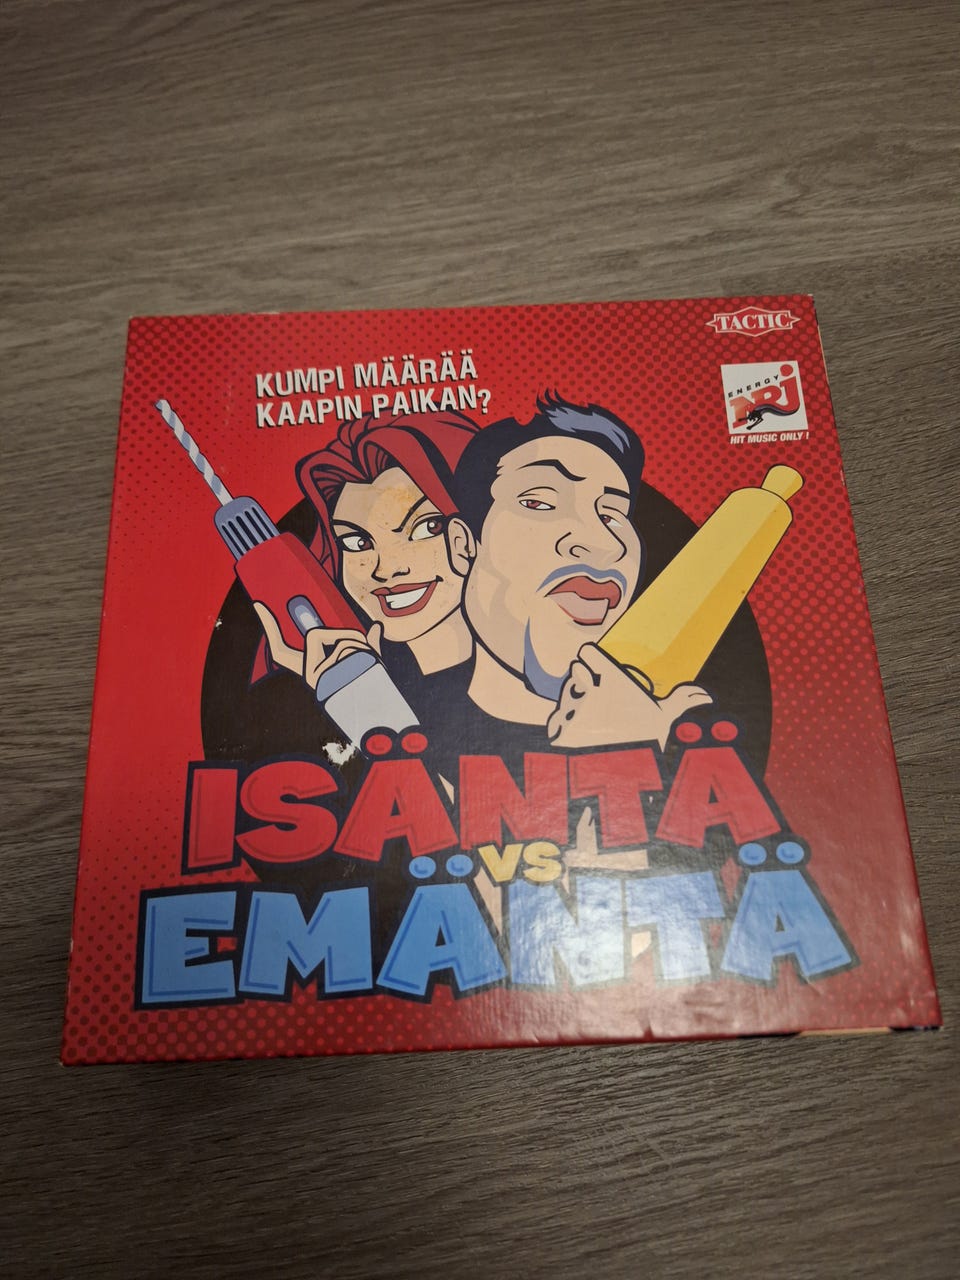 TACTIC
KUMPI MÄÄRÄÄ
KAAPIN PAIKAN?
ENERGY
NRJ
HIT MUSIC ONLY!
ISÄNTÄ
VS
EMÄNTÄ